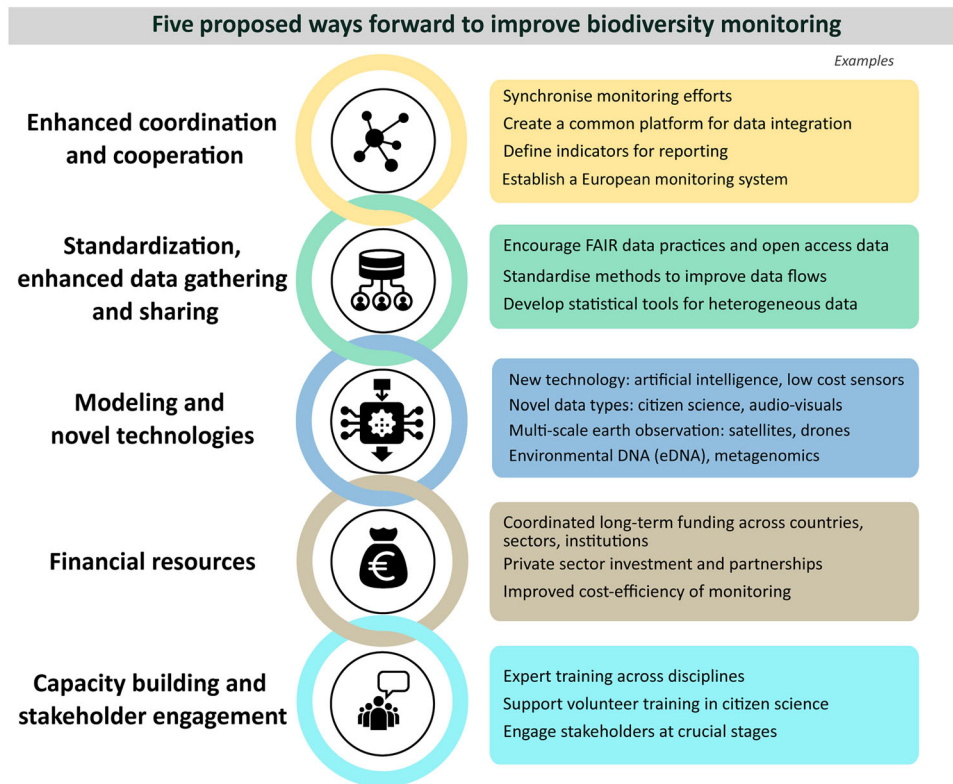 Five proposed ways forward to improve biodiversity monitoring
Examples
Enhanced coordination
and cooperation
Synchronise monitoring efforts
Create a common platform for data integration
Define indicators for reporting
Establish a European monitoring system
Standardization,
enhanced data gathering
and sharing
Encourage FAIR data practices and open access data
Standardise methods to improve data flows
Develop statistical tools for heterogeneous data
Modeling and
novel technologies
New technology: artificial intelligence, low cost sensors
Novel data types: citizen science, audio-visuals
Multi-scale earth observation: satellites, drones
Environmental DNA (eDNA), metagenomics
Financial resources
€
Coordinated long-term funding across countries,
sectors, institutions
Private sector investment and partnerships
Improved cost-efficiency of monitoring
Capacity building and
stakeholder engagement
Expert training across disciplines
Support volunteer training in citizen science
Engage stakeholders at crucial stages